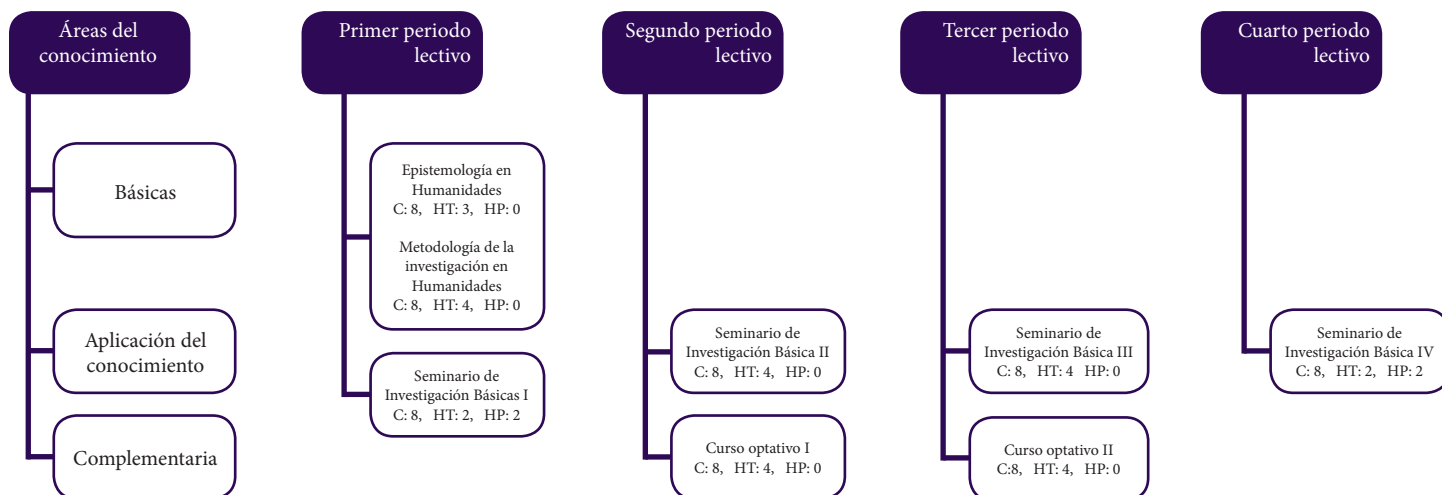 Áreas del
conocimiento
Básicas
Aplicación del
conocimiento
Complementaria
Primer periodo
lectivo
Epistemología en
Humanidades
C: 8, HT: 3, HP: 0
Metodología de la
investigación en
Humanidades
C: 8, HT: 4, HP: 0
Seminario de
Investigación Básicas I
C: 8, HT: 2, HP: 2
Segundo periodo
lectivo
Seminario de
Investigación Básica II
C: 8, HT: 4, HP: 0
Curso optativo I
C: 8, HT: 4, HP: 0
Tercer periodo
lectivo
Seminario de
Investigación Básica III
C: 8, HT: 4 HP: 0
Curso optativo II
C:8, HT: 4, HP: 0
Cuarto periodo
lectivo
Seminario de
Investigación Básica IV
C: 8, HT: 2, HP: 2